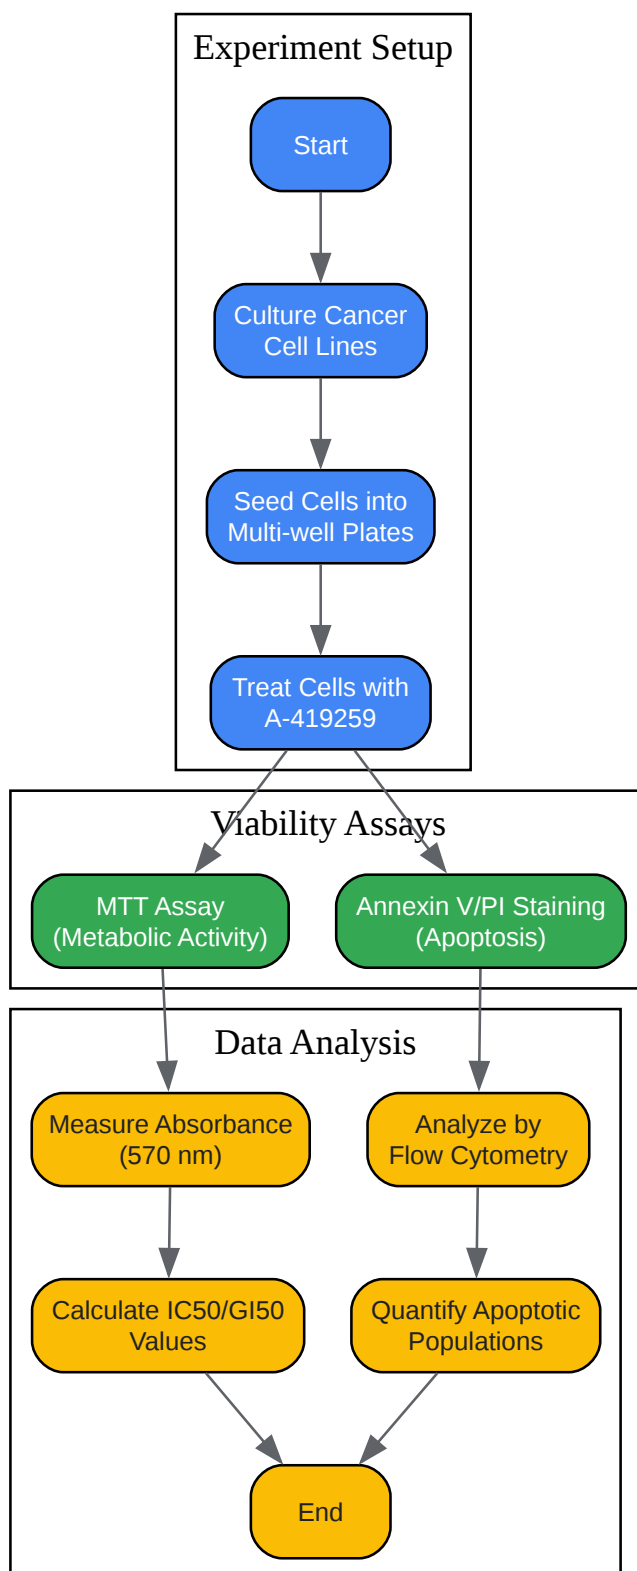 Experiment Setup
Start
Culture Cancer
Cell Lines
Seed Cells into
Multi-well Plates
Treat Cells with
A-419259
Viability Assays
MTT Assay
(Metabolic Activity)
Annexin V/PI Staining
(Apoptosis)
Data Analysis
Measure Absorbance
(570 nm)
Analyze by
Flow Cytometry
Calculate IC50/GI50
Values
Quantify Apoptotic
Populations
End